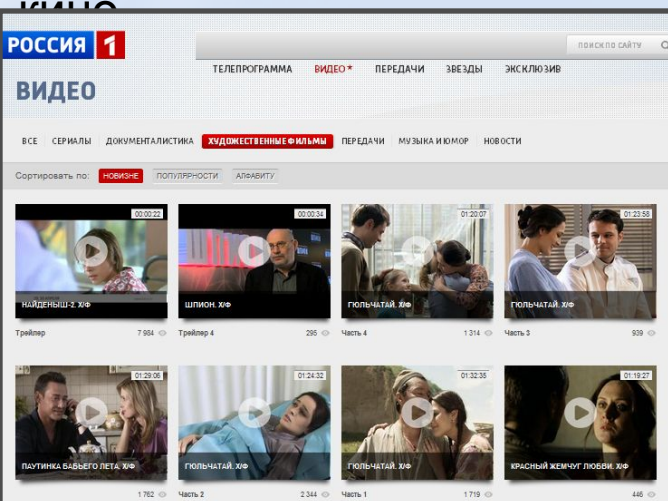 КИНО
РОССИЯ 1
ПОИСК ПО САЙТУ
ТЕЛЕПРОГРАММА ВИДЕО* ПЕРЕДАЧИ ЗВЕЗДЫ ЭКСКЛЮЗИВ
ВИДЕО
ВСЕ СЕРИАЛЫ ДОКУМЕНТАЛИСТИКА ХУДОЖЕСТВЕННЫЕ ФИЛЬМЫ ПЕРЕДАЧИ МУЗЫКА И ЮМОР НОВОСТИ
Сортировать по: НОВИЗНЕ ПОПУЛЯРНОСТИ АЛФАВИТУ
00:00:22 00:00:34 01:20:07 01:23:58
НАЙДЕНЫШ-2. Х/Ф ШПИОН. Х/Ф ГЮЛЬЧАТАЙ. Х/Ф ГЮЛЬЧАТАЙ. Х/Ф
Трейлер 7 984 Трейлер 4 295 Часть 4 1 314 Часть 3 939
01:29:06 01:24:32 01:32:35 01:19:27
ПАУТИНКА БАБЬЕГО ЛЕТА. Х/Ф ГЮЛЬЧАТАЙ. Х/Ф ГЮЛЬЧАТАЙ. Х/Ф КРАСНЫЙ ЖЕМЧУГ ЛЮБВИ. Х/Ф
1 762 Часть 2 2 344 Часть 1 1 719 446